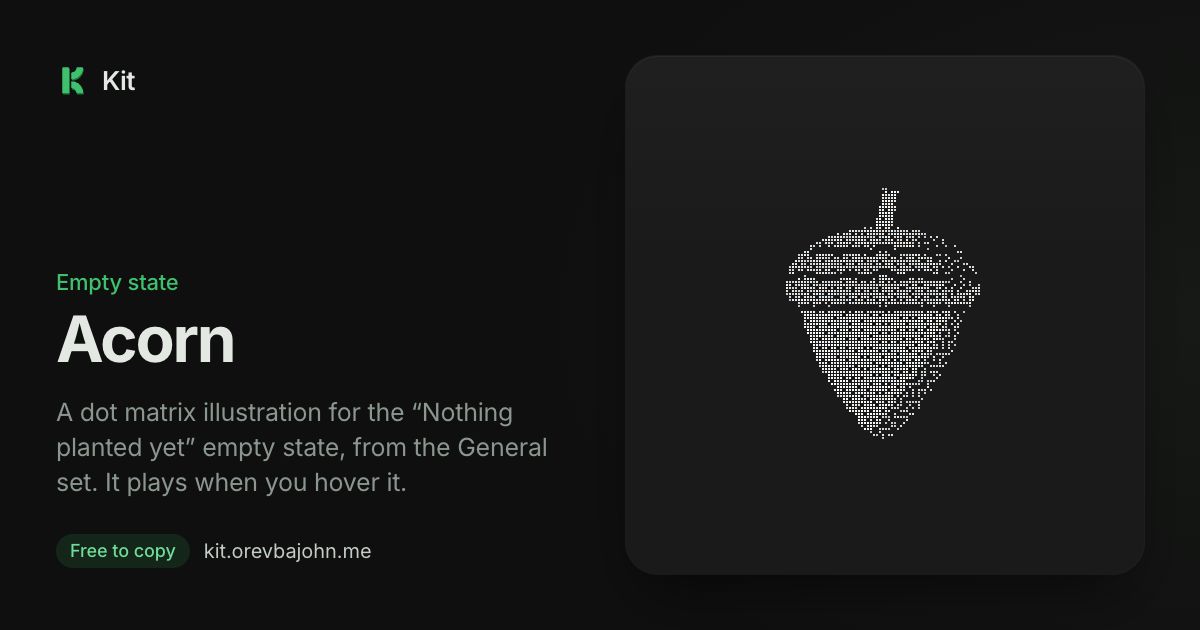 Kit
Empty state
Acorn
A dot matrix illustration for the “Nothing
planted yet” empty state, from the General
set. It plays when you hover it.
Free to copy
kit.orevbajohn.me